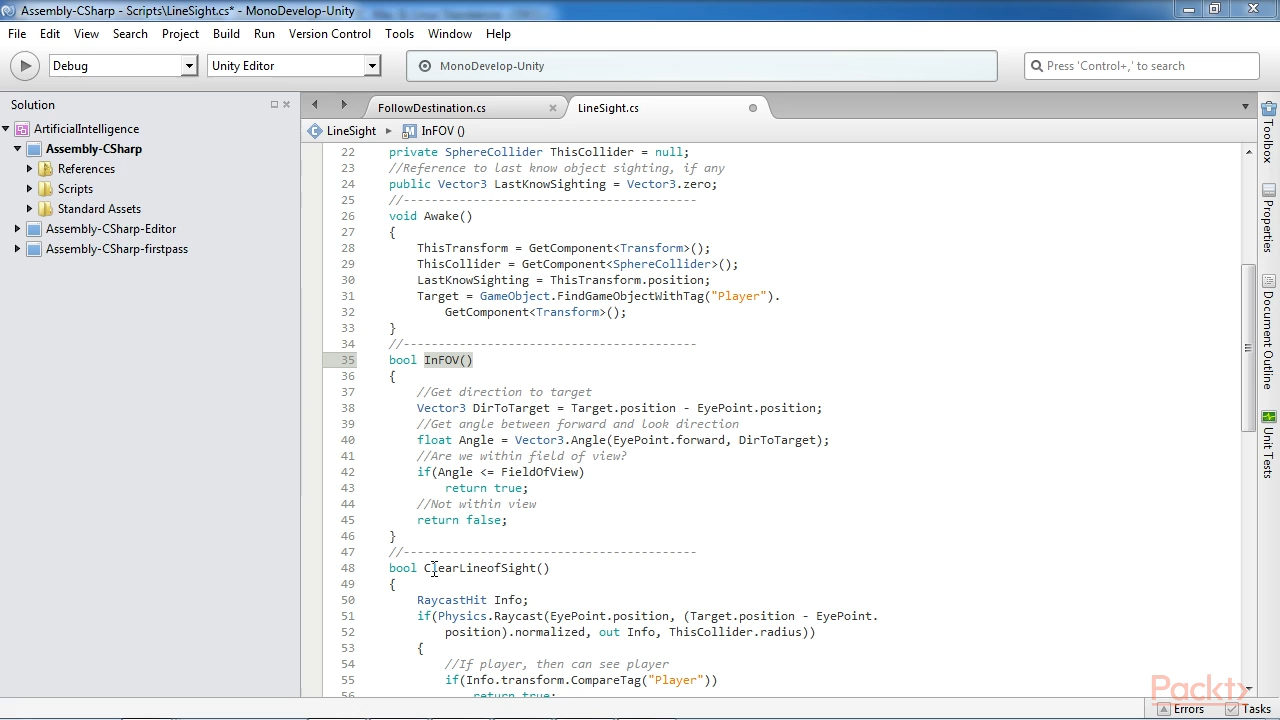 Assembly-CSharp - Scripts\LineSight.cs* - MonoDevelop-Unity
File Edit View Search Project Build Run Version Control Tools Window Help
Debug Unity Editor MonoDevelop-Unity Press 'Control+,' to search
Solution
ArtificialIntelligence
Assembly-CSharp
References
Scripts
Standard Assets
Assembly-CSharp-Editor
Assembly-CSharp-firstpass
FollowDestination.cs LineSight.cs
LineSight InFOV ()
22 private SphereCollider ThisCollider = null;
23 //Reference to last know object sighting, if any
24 public Vector3 LastKnowSighting = Vector3.zero;
25 //------------------------------------------
26 void Awake()
27 {
28 ThisTransform = GetComponent<Transform>();
29 ThisCollider = GetComponent<SphereCollider>();
30 LastKnowSighting = ThisTransform.position;
31 Target = GameObject.FindGameObjectWithTag("Player").
32 GetComponent<Transform>();
33 }
34 //------------------------------------------
35 bool InFOV()
36 {
37 //Get direction to target
38 Vector3 DirToTarget = Target.position - EyePoint.position;
39 //Get angle between forward and look direction
40 float Angle = Vector3.Angle(EyePoint.forward, DirToTarget);
41 //Are we within field of view?
42 if(Angle <= FieldOfView)
43 return true;
44 //Not within view
45 return false;
46 }
47 //------------------------------------------
48 bool ClearLineofSight()
49 {
50 RaycastHit Info;
51 if(Physics.Raycast(EyePoint.position, (Target.position - EyePoint.
52 position).normalized, out Info, ThisCollider.radius))
53 {
54 //If player, then can see player
55 if(Info.transform.CompareTag("Player"))
56 return true;
Toolbox
Properties
Document Outline
Unit Tests
Packt
Errors Tasks